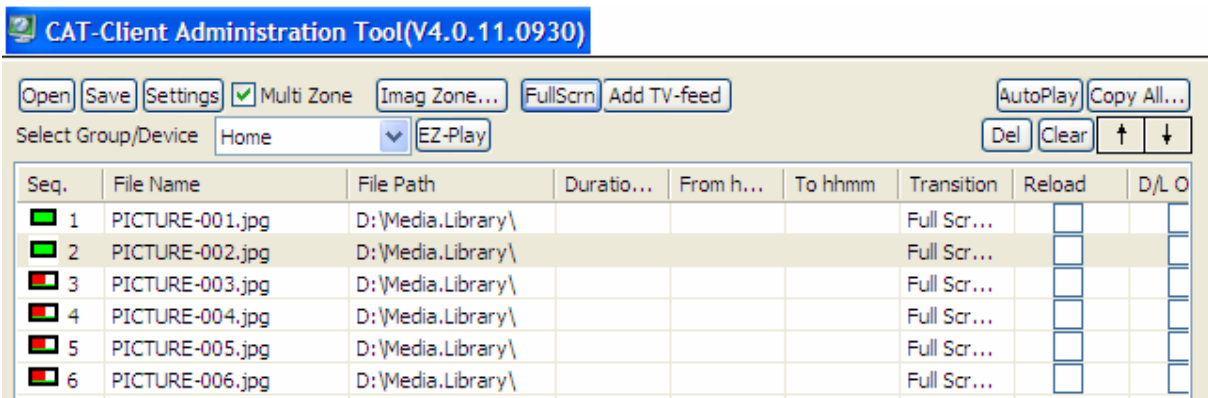 CAT-Client Administration Tool(V4.0.11.0930)
Open Save Settings Multi Zone Imag Zone... FullScrn Add TV-feed AutoPlay Copy All...
Select Group/Device Home EZ-Play Del Clear
Seq. File Name File Path Duratio... From h... To hhmm Transition Reload D/L O
1 PICTURE-001.jpg D:\Media.Library\ Full Scr...
2 PICTURE-002.jpg D:\Media.Library\ Full Scr...
3 PICTURE-003.jpg D:\Media.Library\ Full Scr...
4 PICTURE-004.jpg D:\Media.Library\ Full Scr...
5 PICTURE-005.jpg D:\Media.Library\ Full Scr...
6 PICTURE-006.jpg D:\Media.Library\ Full Scr...